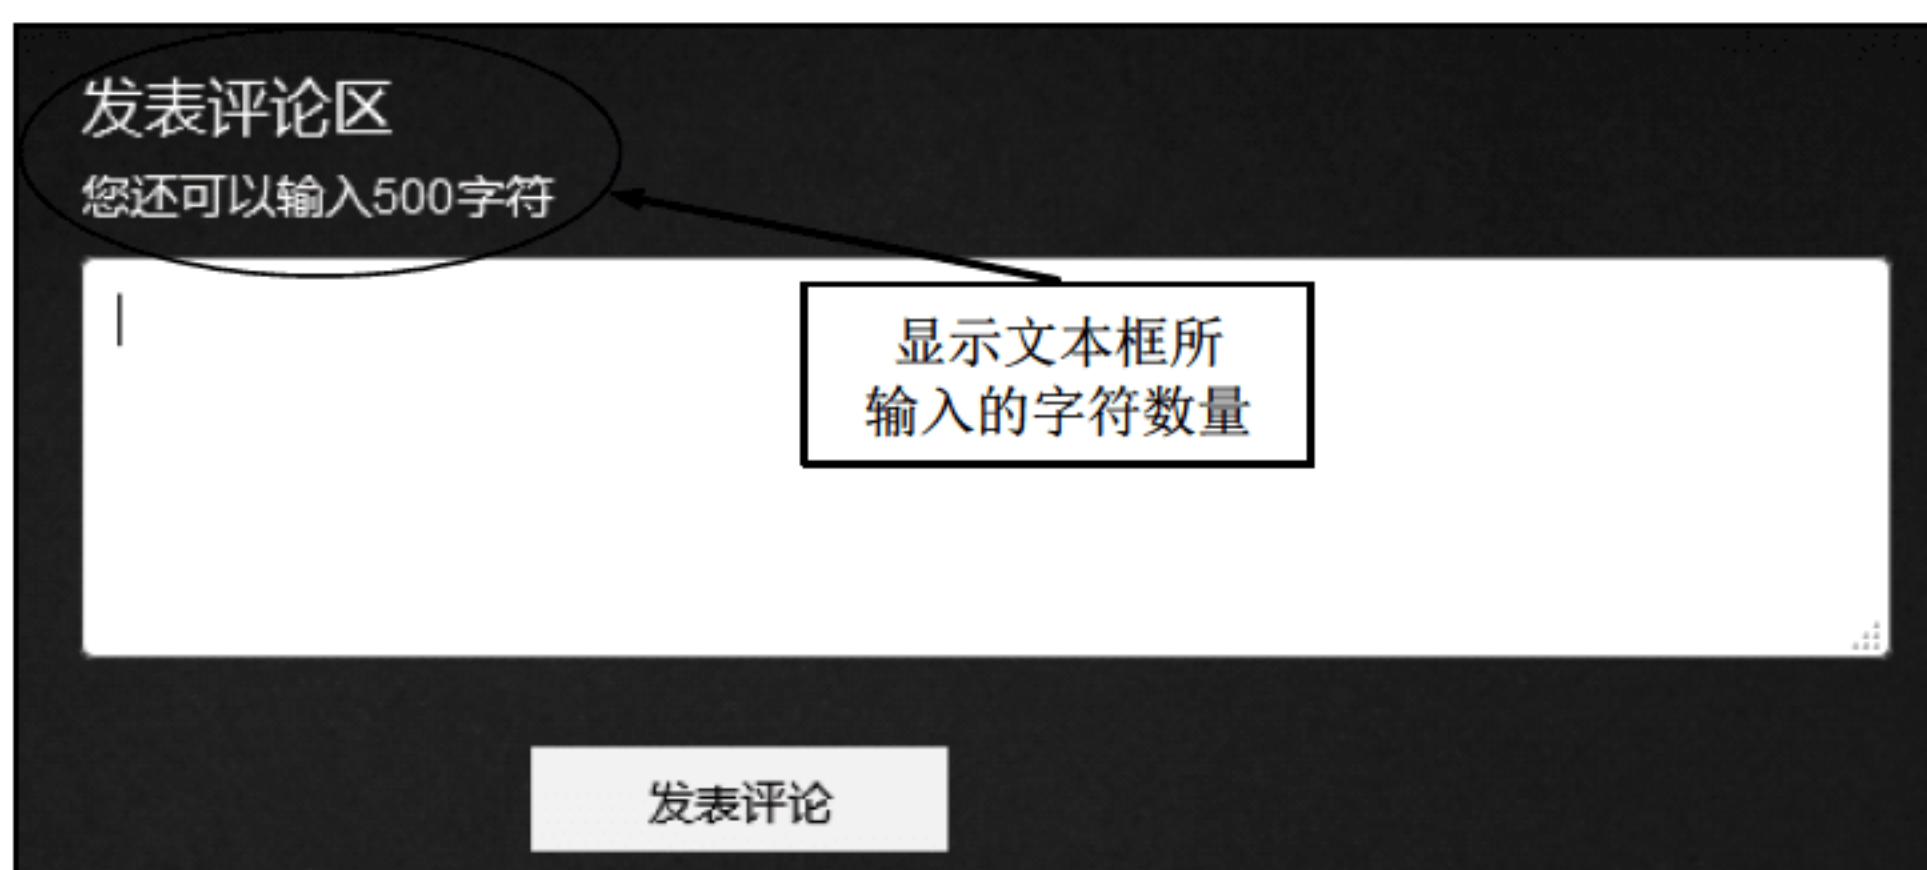 发表评论区
您还可以输入500字符
显示文本框所
输入的字符数量
发表评论